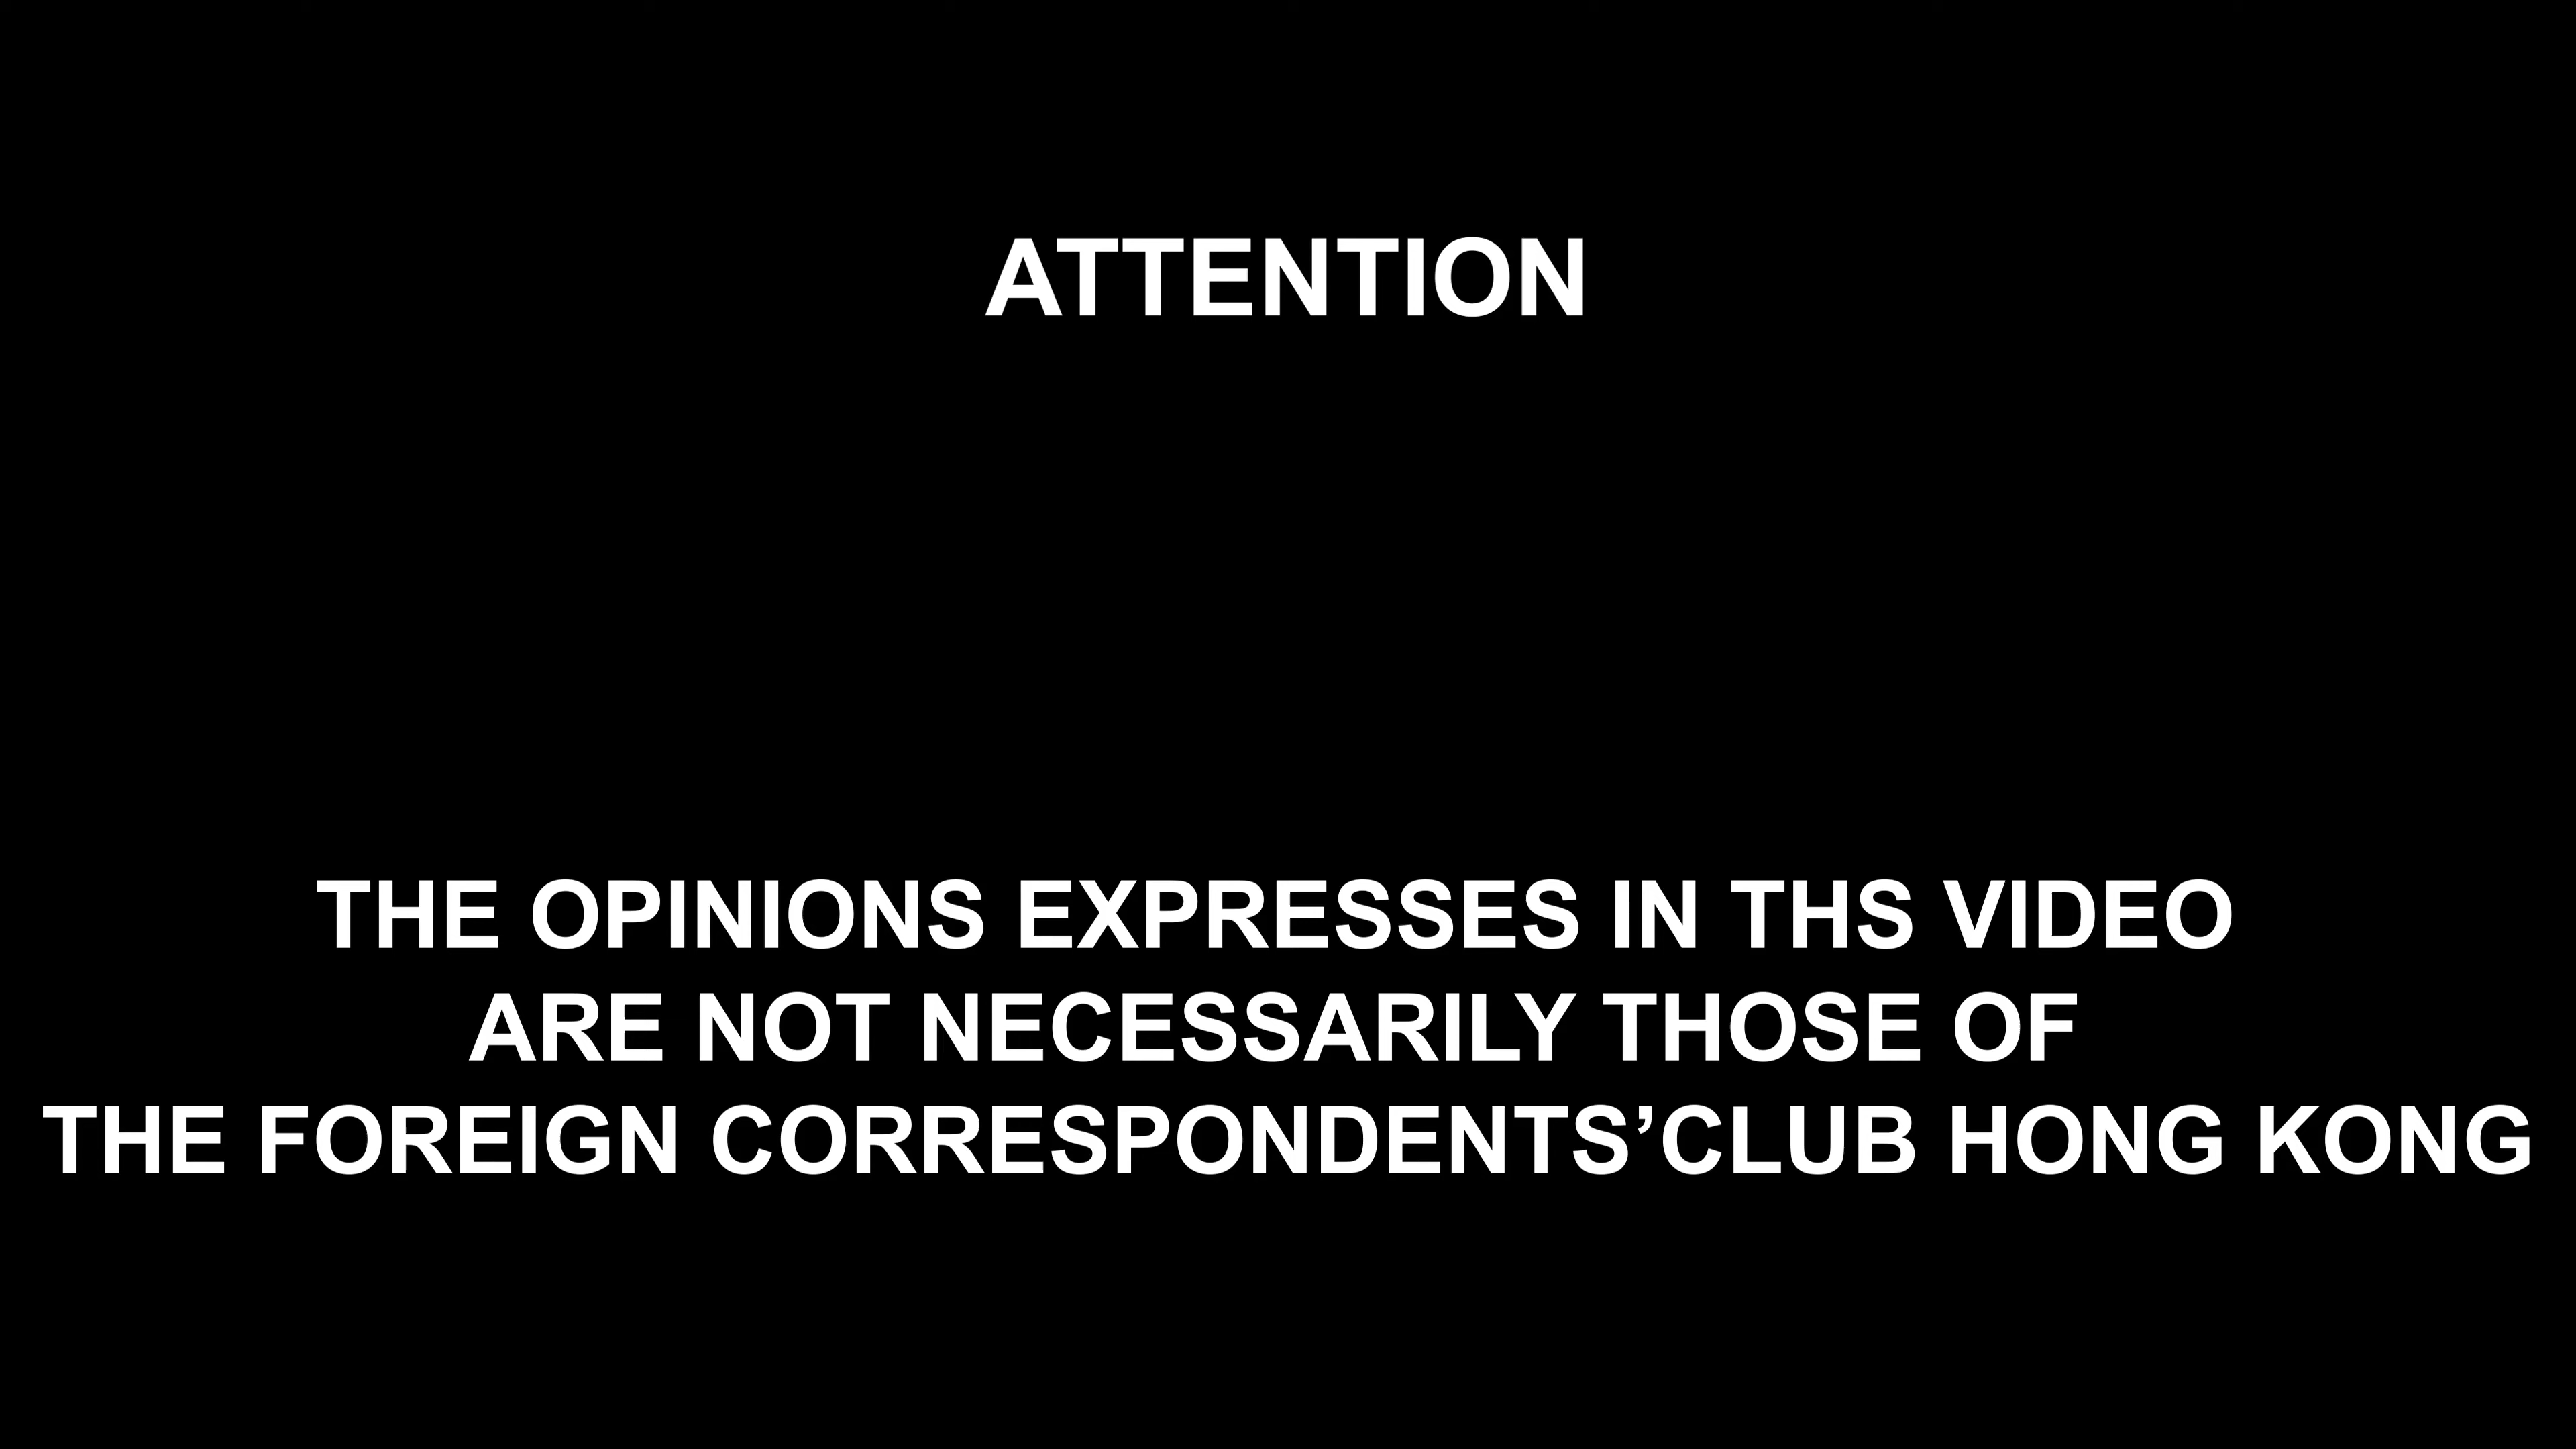 ATTENTION
THE OPINIONS EXPRESSES IN THS VIDEO
ARE NOT NECESSARILY THOSE OF
THE FOREIGN CORRESPONDENTS’CLUB HONG KONG